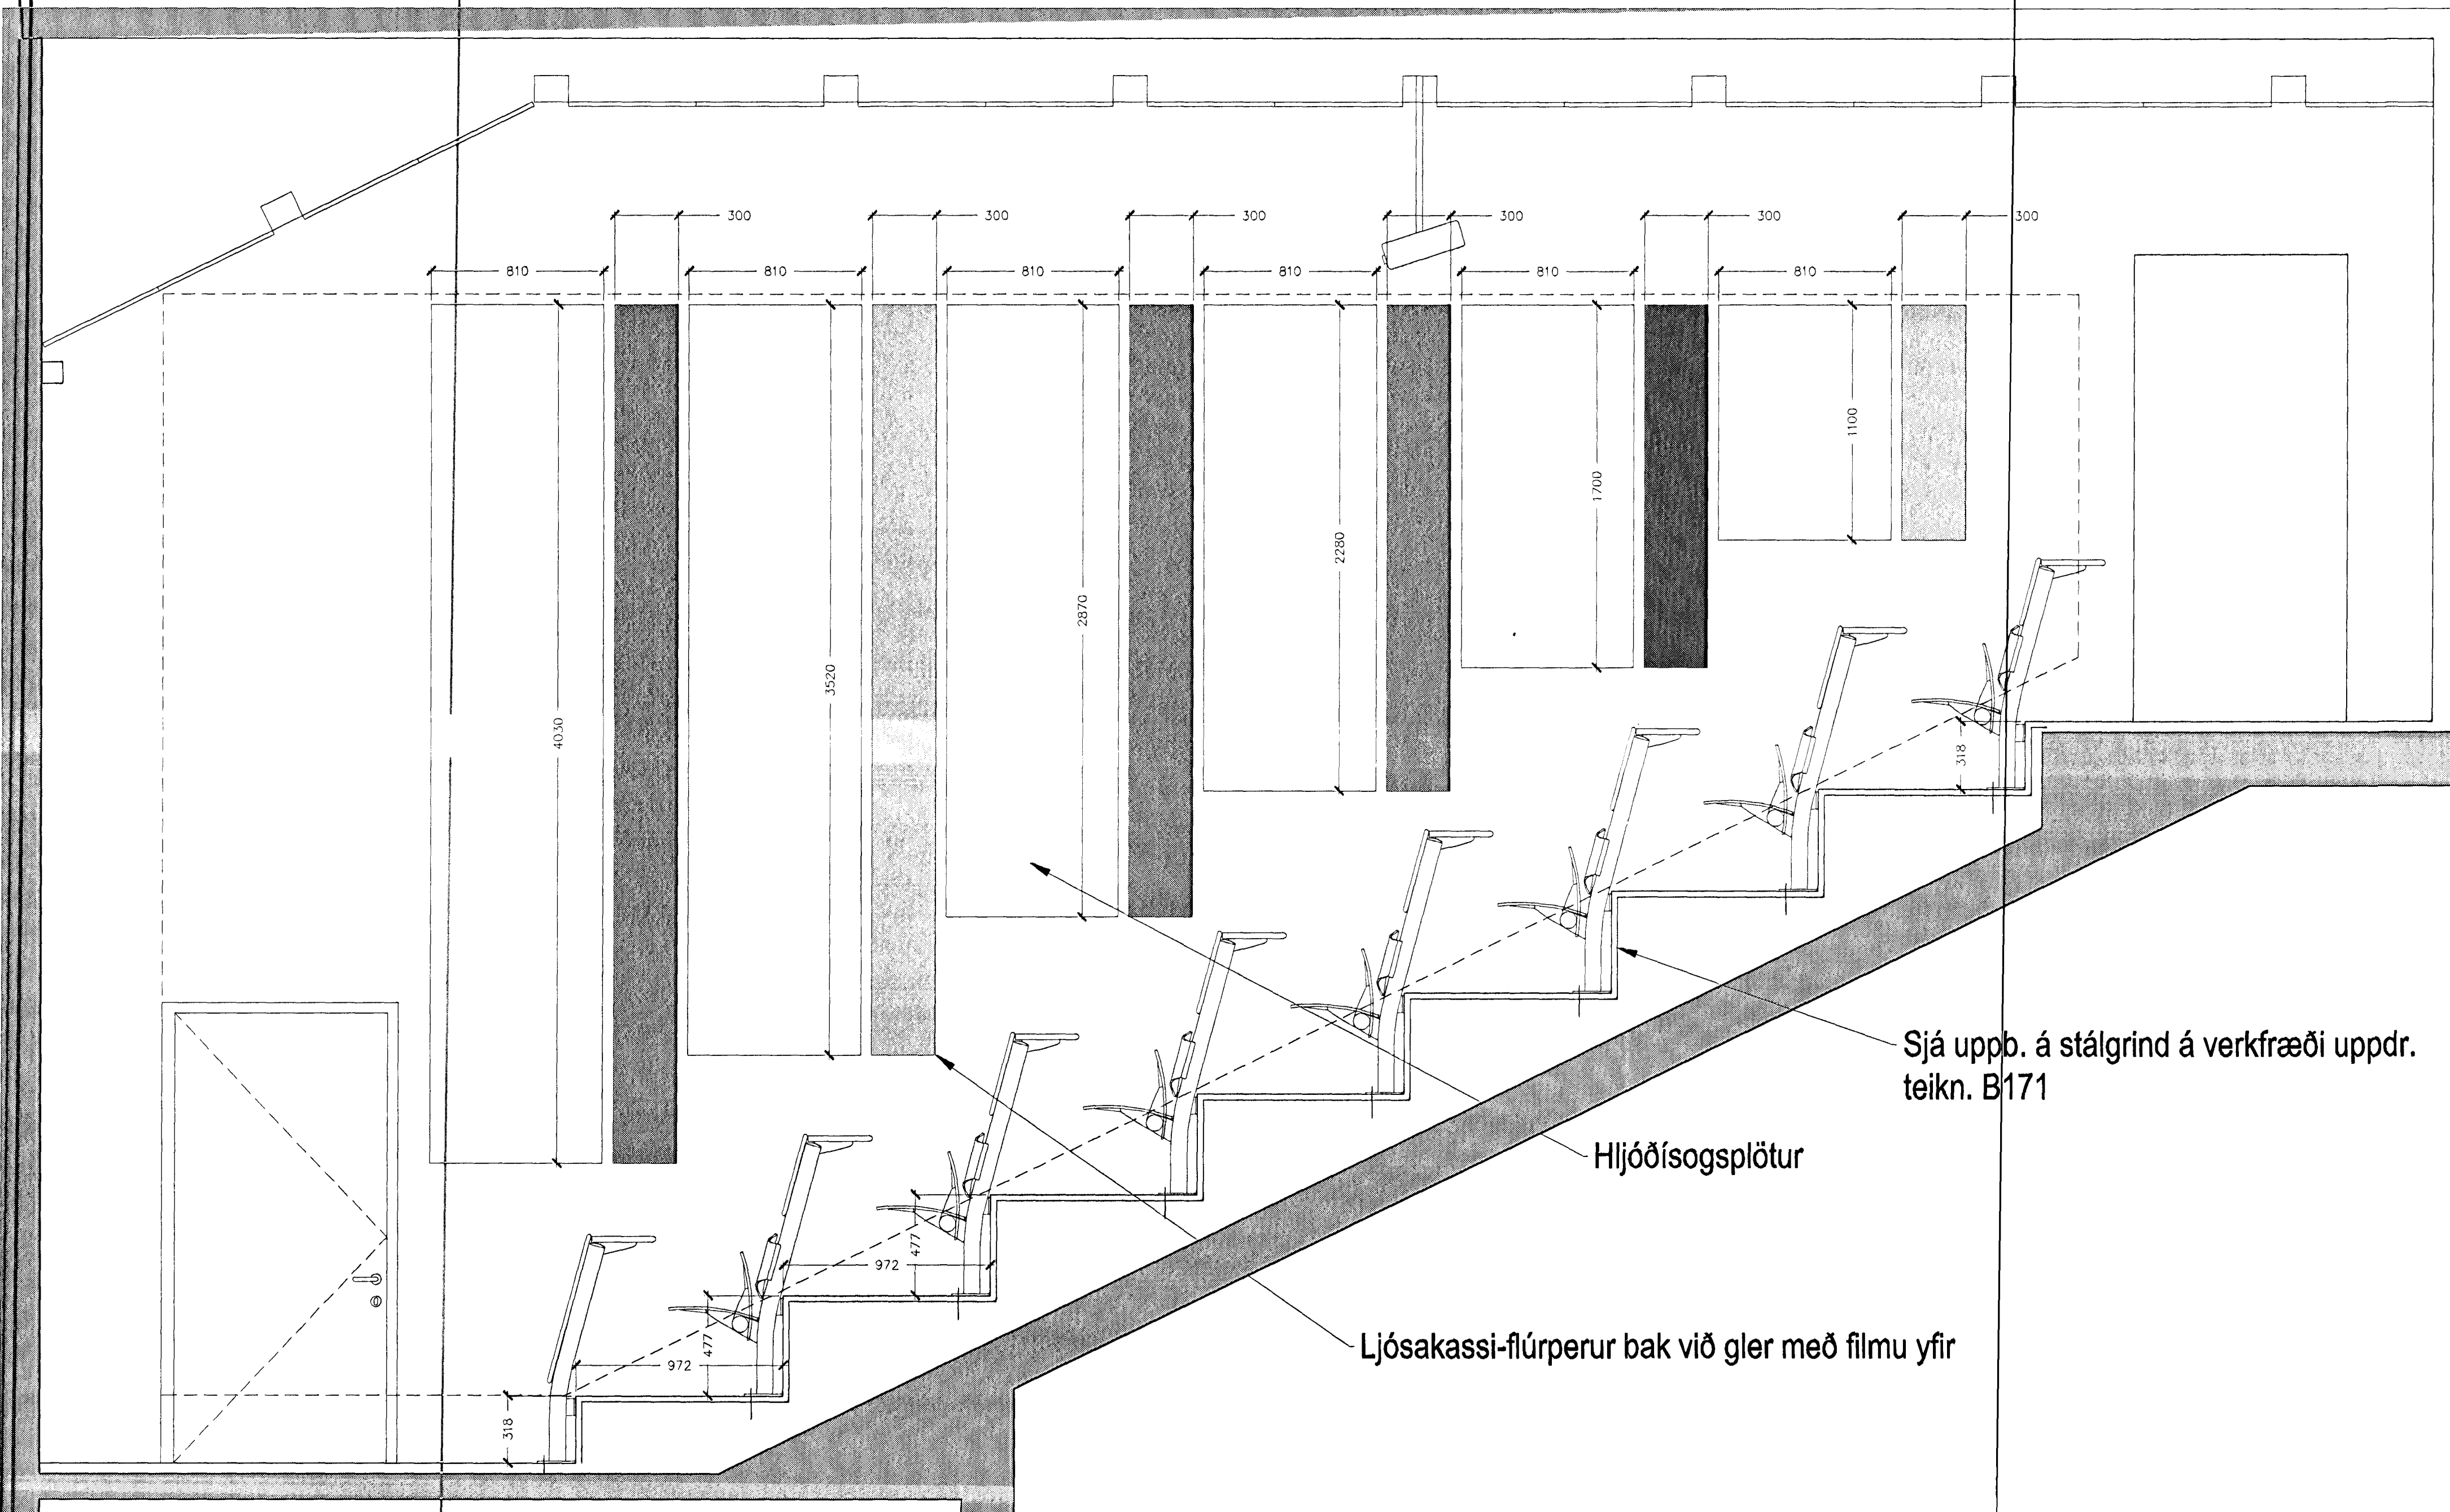 300 300 300 300 300 300
810 810 810 810 810 810
1100
1700
2280
2870
3520
4030
318
Sjá uppb. á stálgrind á verkfræði uppdr.
teikn. B171
Hljóðísogsplötur
477
972
Ljósakassi-flúrperur bak við gler með filmu yfir
477
972
318